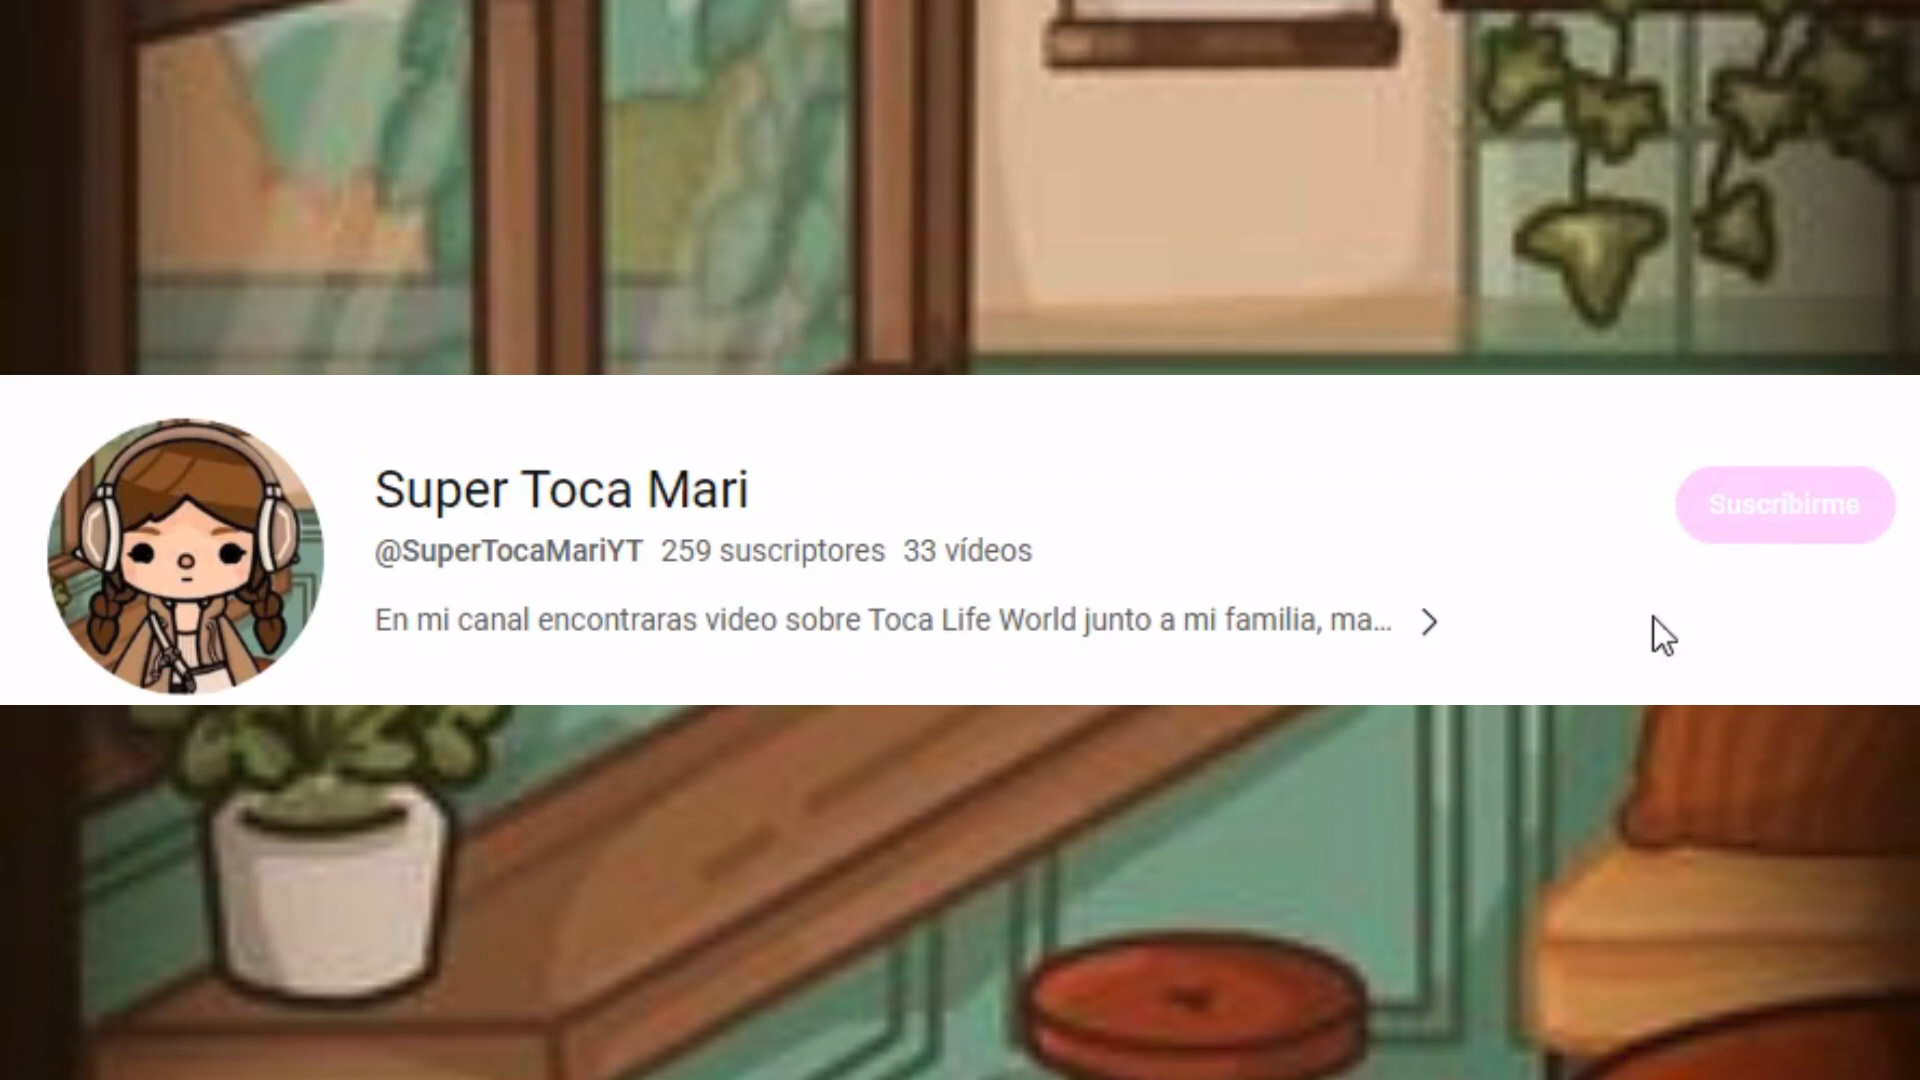 Super Toca Mari
Suscribirme
@SuperTocaMariYT 259 suscriptores 33 vídeos
En mi canal encontraras video sobre Toca Life World junto a mi familia, ma...